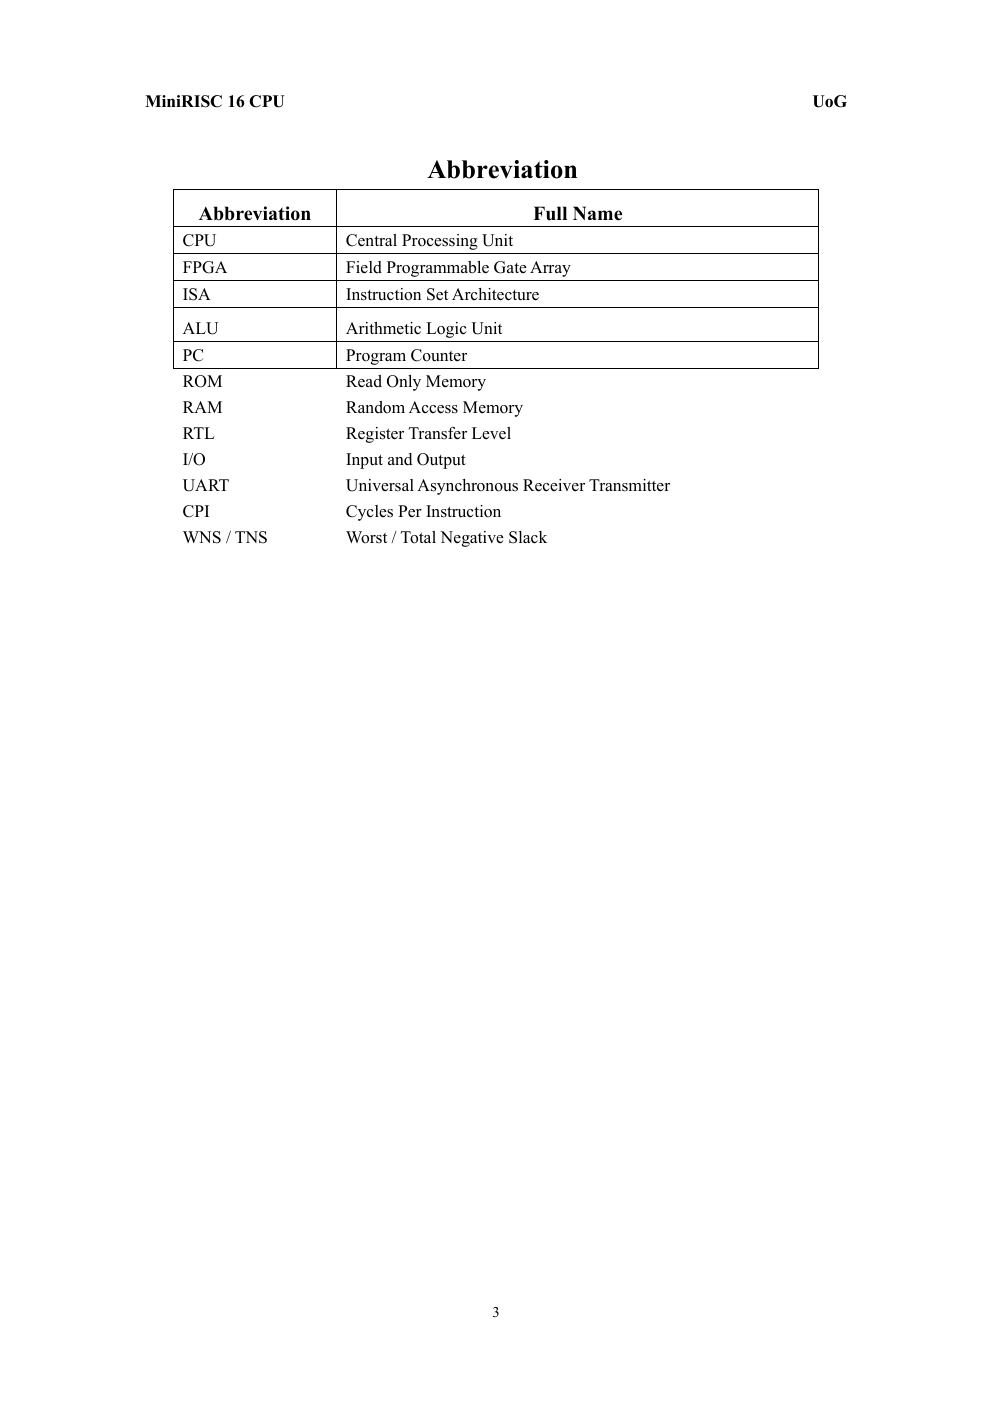 MiniRISC 16 CPU UoG
Abbreviation
Abbreviation Full Name
CPU Central Processing Unit
FPGA Field Programmable Gate Array
ISA Instruction Set Architecture
ALU Arithmetic Logic Unit
PC Program Counter
ROM Read Only Memory
RAM Random Access Memory
RTL Register Transfer Level
I/O Input and Output
UART Universal Asynchronous Receiver Transmitter
CPI Cycles Per Instruction
WNS / TNS Worst / Total Negative Slack
3